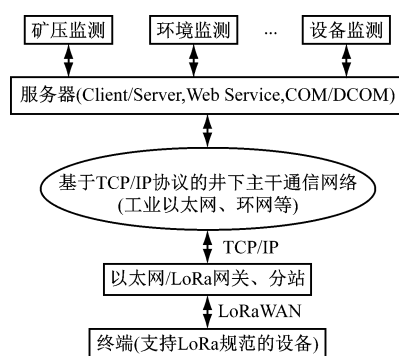 矿压监测 环境监测 ... 设备监测
服务器(Client/Server,Web Service,COM/DCOM)
基于TCP/IP协议的井下主干通信网络
(工业以太网、环网等)
TCP/IP
以太网/LoRa网关、分站
LoRaWAN
终端(支持LoRa规范的设备)